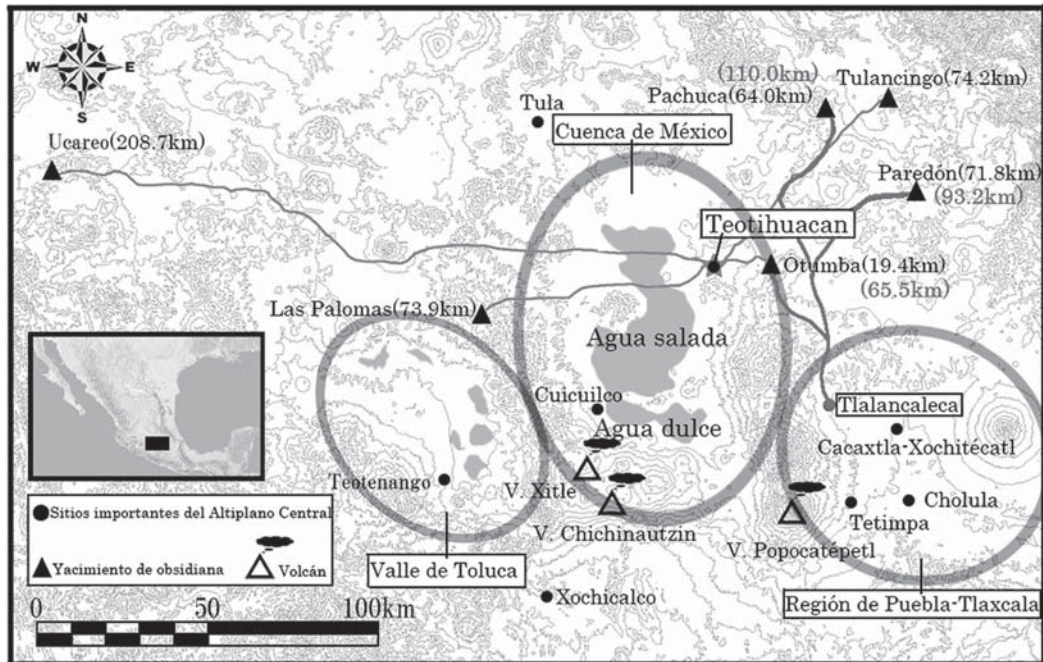 N
W E
S
(110.0km)
Tulancingo(74.2km)
Pachuca(64.0km)
Tula
Cuenca de México
Ucareo(208.7km)
Paredón(71.8km)
(93.2km)
Teotihuacan
Otumba(19.4km)
(65.5km)
Las Palomas(73.9km)
Agua salada
Cuicuilco
Tlalancaleca
Agua dulce
Cacaxtla-Xochitécatl
Teotenango
V. Xitle
Cholula
Tetimpa
V. Chichinautzin
V. Popocatépetl
Valle de Toluca
Xochicalco
Región de Puebla-Tlaxcala
Sitios importantes del Altiplano Central
Yacimiento de obsidiana
Volcán
0 50 100km